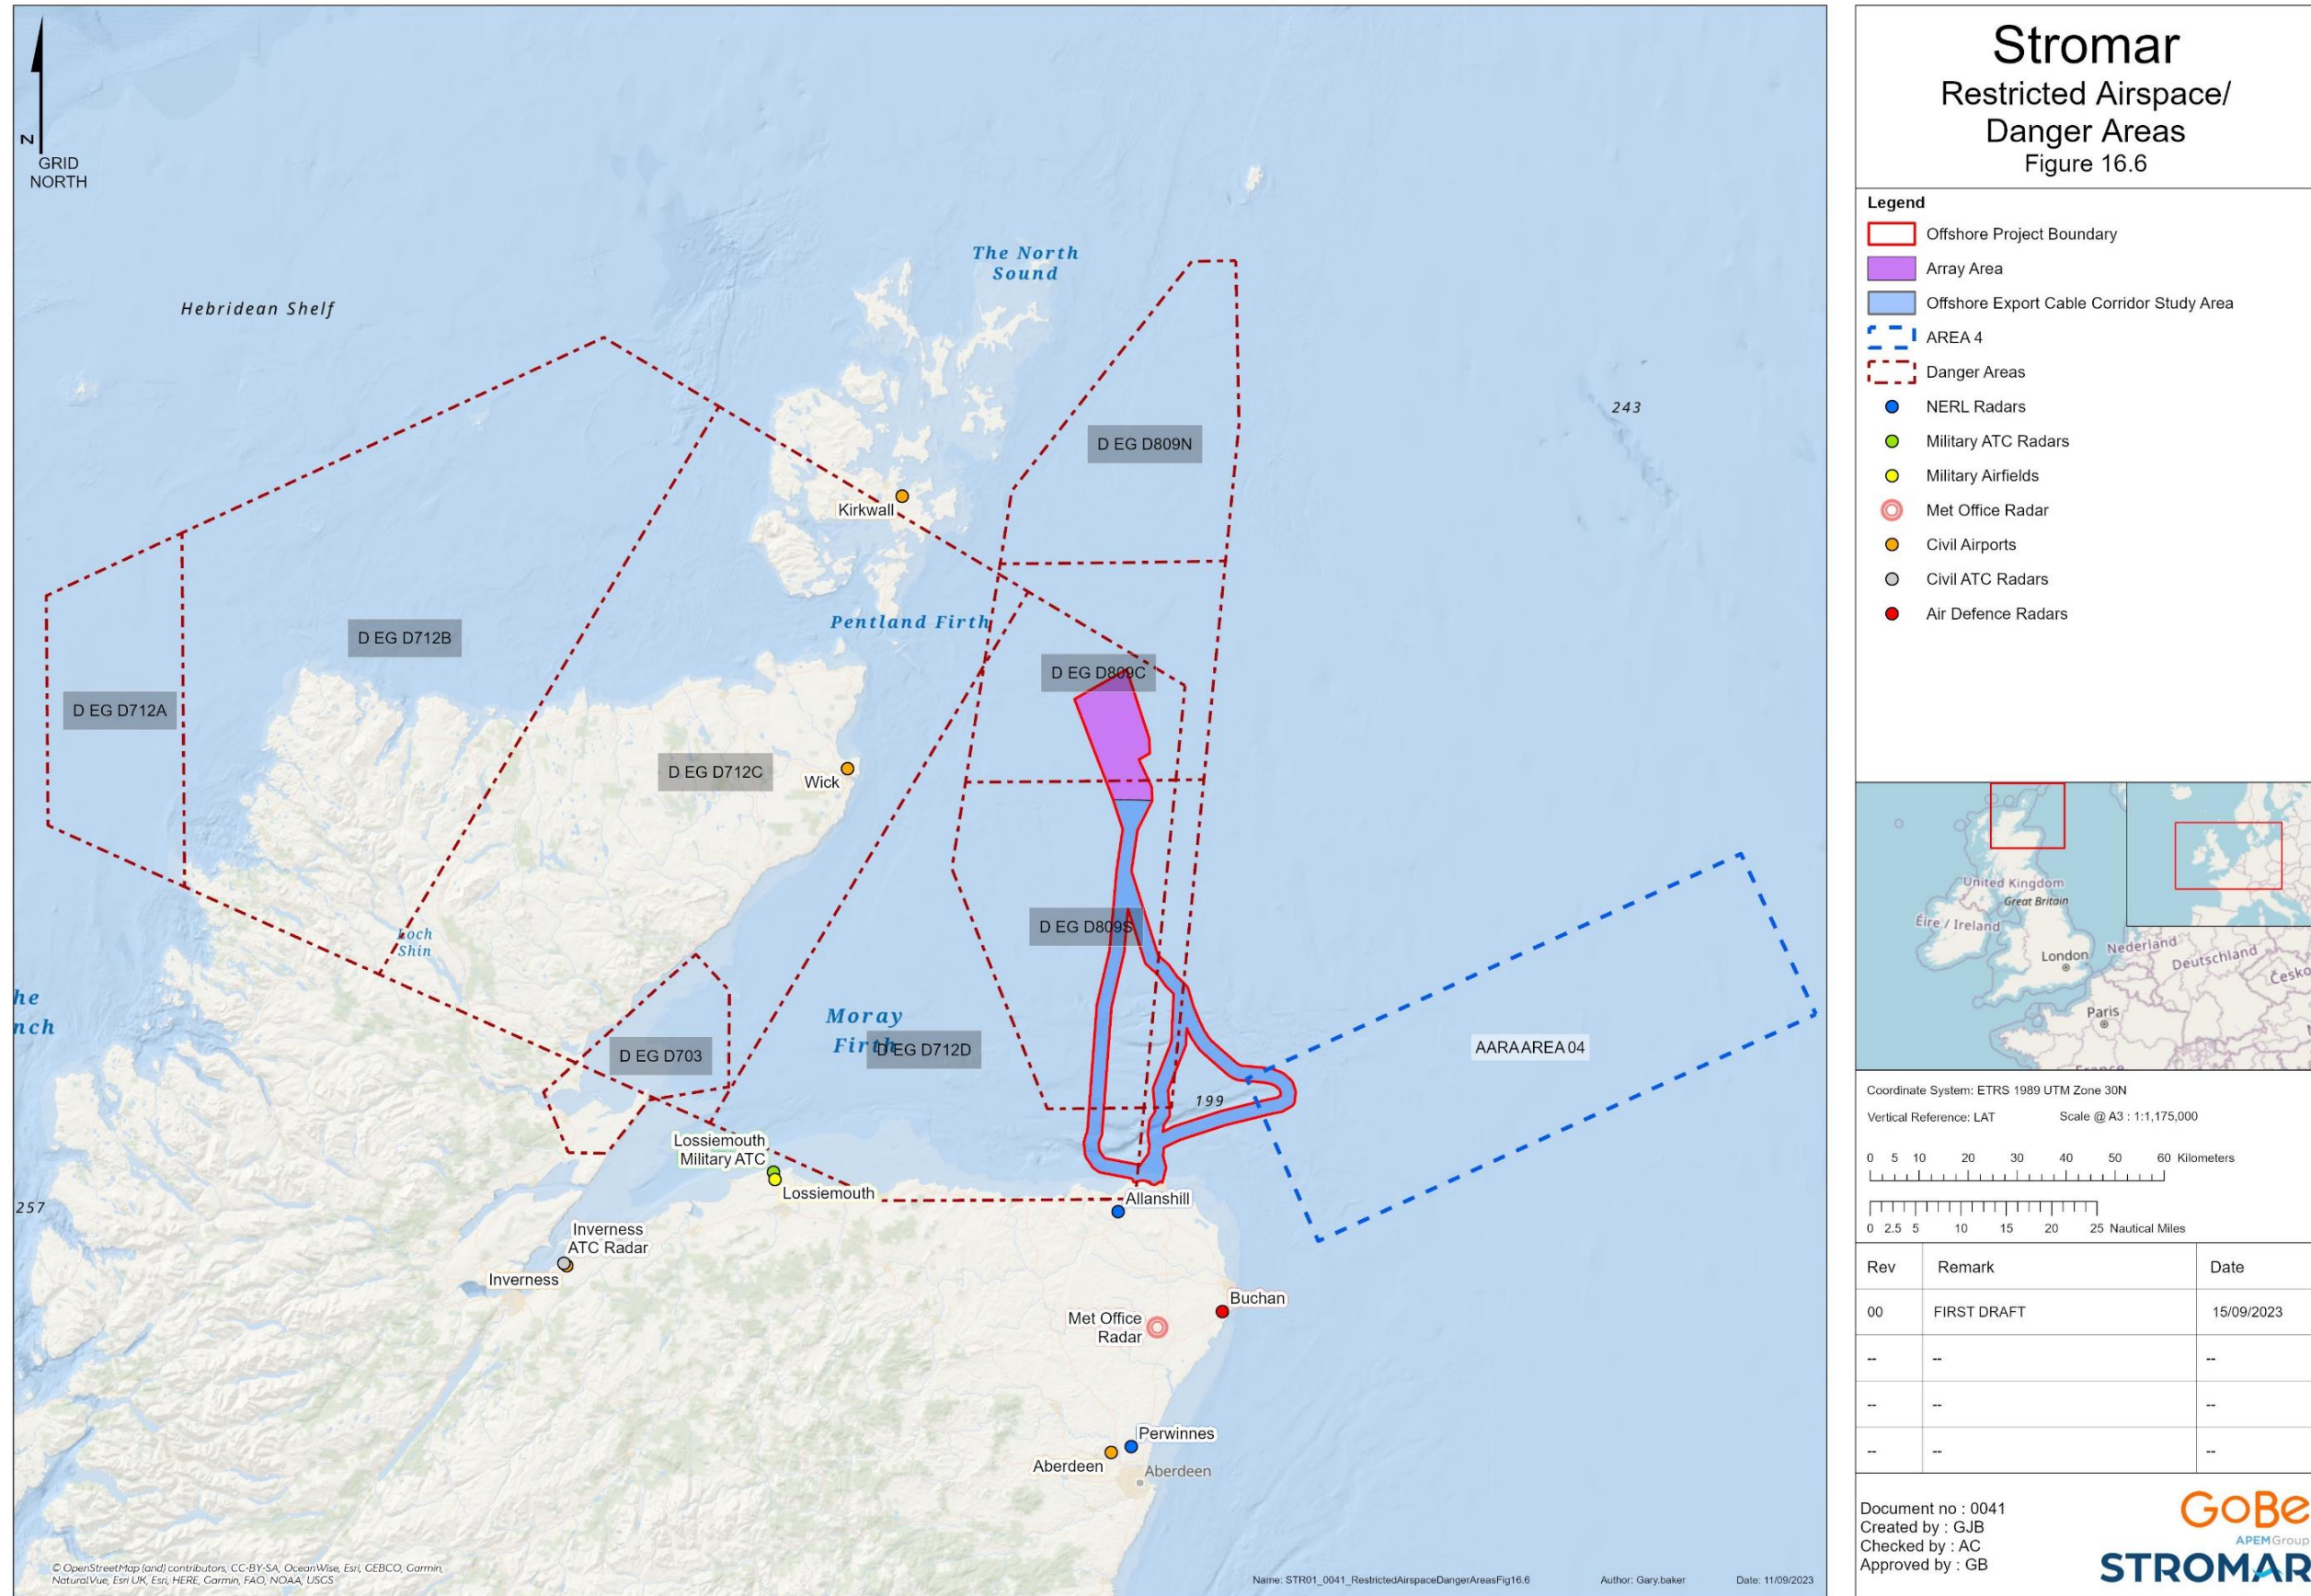 Stromar
Restricted Airspace/
Danger Areas
Figure 16.6
Legend
Offshore Project Boundary
Array Area
Offshore Export Cable Corridor Study Area
AREA 4
Danger Areas
NERL Radars
Military ATC Radars
Military Airfields
Met Office Radar
Civil Airports
Civil ATC Radars
Air Defence Radars
Z
GRID
NORTH
The North
Sound
Hebridean Shelf
243
D EG D809N
Kirkwall
Pentland Firth
D EG D712B
D EG D809C
D EG D712A
D EG D712C
Wick
D EG D809S
Loch
Shin
he
nch
Moray
Firth
D EG D712D
D EG D703
AARA AREA 04
199
Lossiemouth
Military ATC
Lossiemouth
Allanshill
257
Inverness
ATC Radar
Inverness
Buchan
Met Office
Radar
Perwinnes
Aberdeen
Aberdeen
© OpenStreetMap (and) contributors, CC-BY-SA, OceanWise, Esri, GEBCO, Garmin,
NaturalVue, Esri UK, Esri, HERE, Garmin, FAO, NOAA, USGS
Name: STR01_0041_RestrictedAirspaceDangerAreasFig16.6 Author: Gary.baker Date: 11/09/2023
United Kingdom
Great Britain
Éire / Ireland
London
Nederland
Deutschland
Česko
Paris
France
Coordinate System: ETRS 1989 UTM Zone 30N
Vertical Reference: LAT Scale @ A3 : 1:1,175,000
0 5 10 20 30 40 50 60 Kilometers
0 2.5 5 10 15 20 25 Nautical Miles
Rev Remark Date
00 FIRST DRAFT 15/09/2023
-- -- --
-- -- --
-- -- --
Document no : 0041
Created by : GJB
Checked by : AC
Approved by : GB
GoBe
APEMGroup
STROMAR